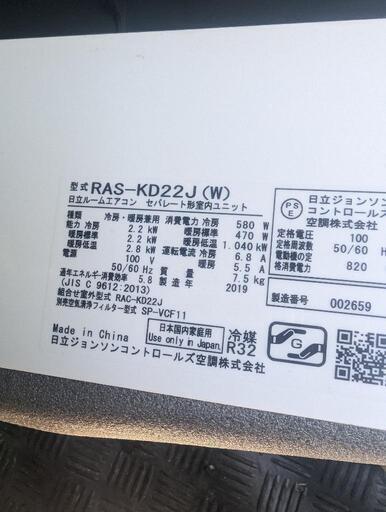 型式 RAS-KD22J(W)
日立ルームエアコン セパレート形室内ユニット
種類 冷房・暖房兼用
能力 冷房 2.2 kW
暖房標準 2.2 kW
暖房低温 2.8 kW
電源 100 V
50/60 Hz
通年エネルギー消費効率 5.8
(JIS C 9612:2013)
組合せ室外型式 RAC-KD22J
別売空気清浄フィルター型式 SP-VCF11
消費電力 冷房 580 W
暖房標準 470 W
暖房低温 1.040 kW
運転電流 冷房 6.8 A
暖房 5.5 A
質量 7.5 kg
製造年 2019
Made in China
日立ジョンソンコントロールズ空調株式会社
日本国内家庭用
Use only in Japan.
冷媒
R32
PS
E
日立ジョンソン
コントロールズ
空調株式
定格電圧 100
定格周波数 50/60 H
電動機の定
格消費電力 820
製造番号 002659
G